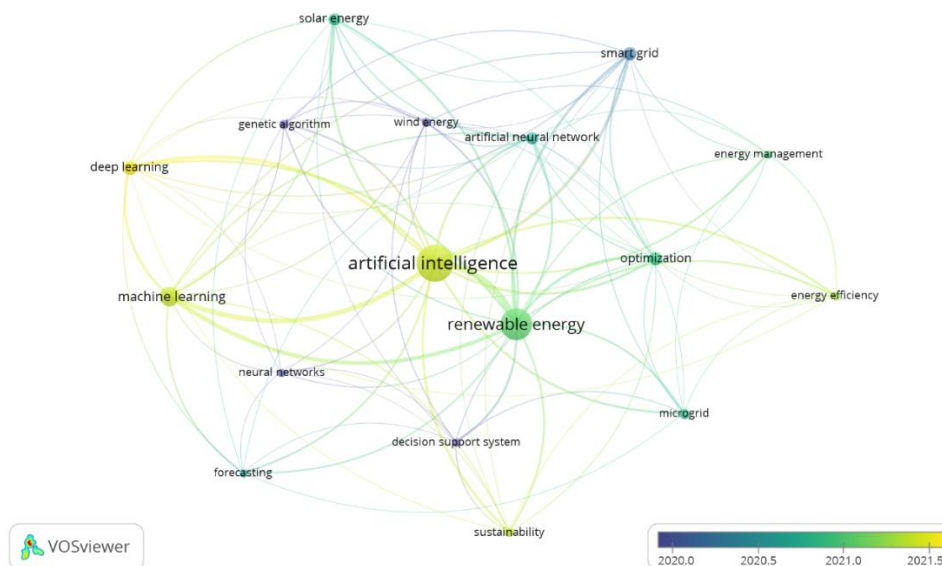 solar energy
smart grid
genetic algorithm
wind energy
artificial neural network
energy management
deep learning
artificial intelligence
optimization
machine learning
energy efficiency
renewable energy
neural networks
microgrid
decision support system
forecasting
sustainability
VOSviewer
2020.0 2020.5 2021.0 2021.5